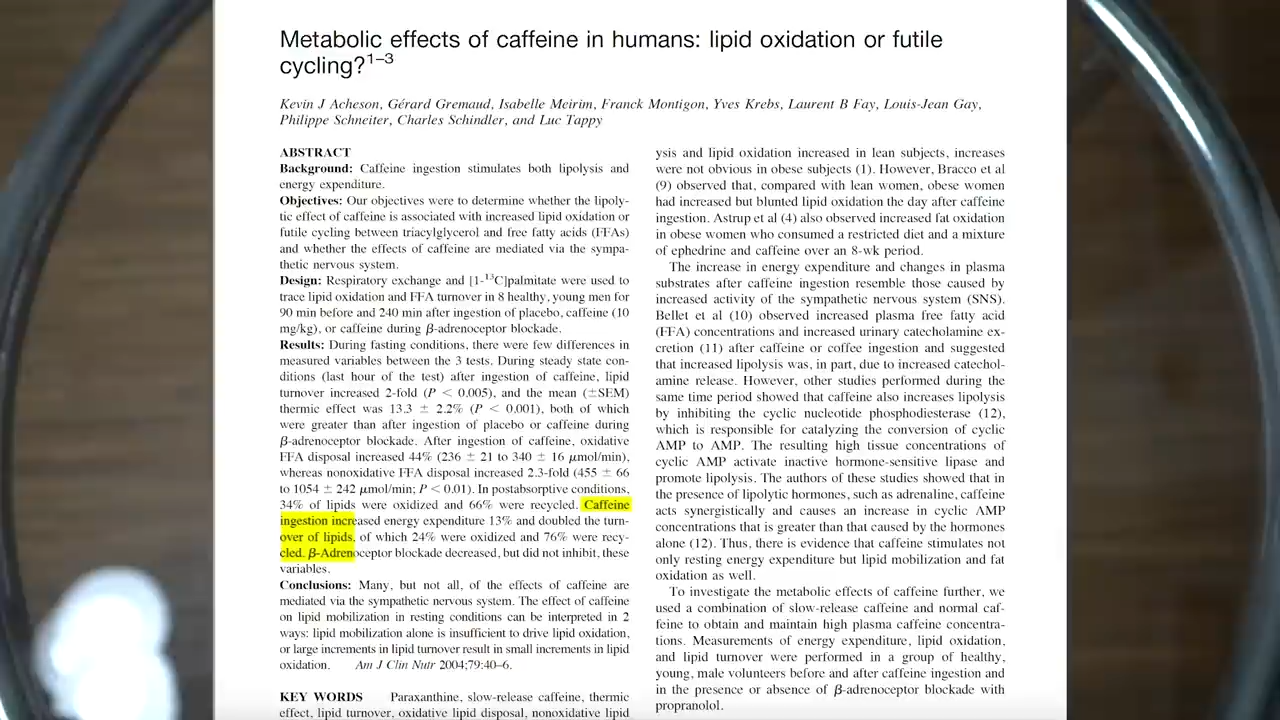 Metabolic effects of caffeine in humans: lipid oxidation or futile
cycling?1–3
Kevin J Acheson, Gérard Gremaud, Isabelle Meirim, Franck Montigon, Yves Krebs, Laurent B Fay, Louis-Jean Gay,
Philippe Schneiter, Charles Schindler, and Luc Tappy
ABSTRACT
Background: Caffeine ingestion stimulates both lipolysis and
energy expenditure.
Objectives: Our objectives were to determine whether the lipoly-
tic effect of caffeine is associated with increased lipid oxidation or
futile cycling between triacylglycerol and free fatty acids (FFAs)
and whether the effects of caffeine are mediated via the sympa-
thetic nervous system.
Design: Respiratory exchange and [1-13C]palmitate were used to
trace lipid oxidation and FFA turnover in 8 healthy, young men for
90 min before and 240 min after ingestion of placebo, caffeine (10
mg/kg), or caffeine during β-adrenoceptor blockade.
Results: During fasting conditions, there were few differences in
measured variables between the 3 tests. During steady state con-
ditions (last hour of the test) after ingestion of caffeine, lipid
turnover increased 2-fold (P < 0.005), and the mean (±SEM)
thermic effect was 13.3 ± 2.2% (P < 0.001), both of which
were greater than after ingestion of placebo or caffeine during
β-adrenoceptor blockade. After ingestion of caffeine, oxidative
FFA disposal increased 44% (236 ± 21 to 340 ± 16 μmol/min),
whereas nonoxidative FFA disposal increased 2.3-fold (455 ± 66
to 1054 ± 242 μmol/min; P < 0.01). In postabsorptive conditions,
34% of lipids were oxidized and 66% were recycled. Caffeine
ingestion increased energy expenditure 13% and doubled the turn-
over of lipids, of which 24% were oxidized and 76% were recy-
cled. β-Adrenoceptor blockade decreased, but did not inhibit, these
variables.
Conclusions: Many, but not all, of the effects of caffeine are
mediated via the sympathetic nervous system. The effect of caffeine
on lipid mobilization in resting conditions can be interpreted in 2
ways: lipid mobilization alone is insufficient to drive lipid oxidation,
or large increments in lipid turnover result in small increments in lipid
oxidation. Am J Clin Nutr 2004;79:40–6.
KEY WORDS Paraxanthine, slow-release caffeine, thermic
effect, lipid turnover, oxidative lipid disposal, nonoxidative lipid
ysis and lipid oxidation increased in lean subjects, increases
were not obvious in obese subjects (1). However, Bracco et al
(9) observed that, compared with lean women, obese women
had increased but blunted lipid oxidation the day after caffeine
ingestion. Astrup et al (4) also observed increased fat oxidation
in obese women who consumed a restricted diet and a mixture
of ephedrine and caffeine over an 8-wk period.
The increase in energy expenditure and changes in plasma
substrates after caffeine ingestion resemble those caused by
increased activity of the sympathetic nervous system (SNS).
Bellet et al (10) observed increased plasma free fatty acid
(FFA) concentrations and increased urinary catecholamine ex-
cretion (11) after caffeine or coffee ingestion and suggested
that increased lipolysis was, in part, due to increased catechol-
amine release. However, other studies performed during the
same time period showed that caffeine also increases lipolysis
by inhibiting the cyclic nucleotide phosphodiesterase (12),
which is responsible for catalyzing the conversion of cyclic
AMP to AMP. The resulting high tissue concentrations of
cyclic AMP activate inactive hormone-sensitive lipase and
promote lipolysis. The authors of these studies showed that in
the presence of lipolytic hormones, such as adrenaline, caffeine
acts synergistically and causes an increase in cyclic AMP
concentrations that is greater than that caused by the hormones
alone (12). Thus, there is evidence that caffeine stimulates not
only resting energy expenditure but lipid mobilization and fat
oxidation as well.
To investigate the metabolic effects of caffeine further, we
used a combination of slow-release caffeine and normal caf-
feine to obtain and maintain high plasma caffeine concentra-
tions. Measurements of energy expenditure, lipid oxidation,
and lipid turnover were performed in a group of healthy,
young, male volunteers before and after caffeine ingestion and
in the presence or absence of β-adrenoceptor blockade with
propranolol.